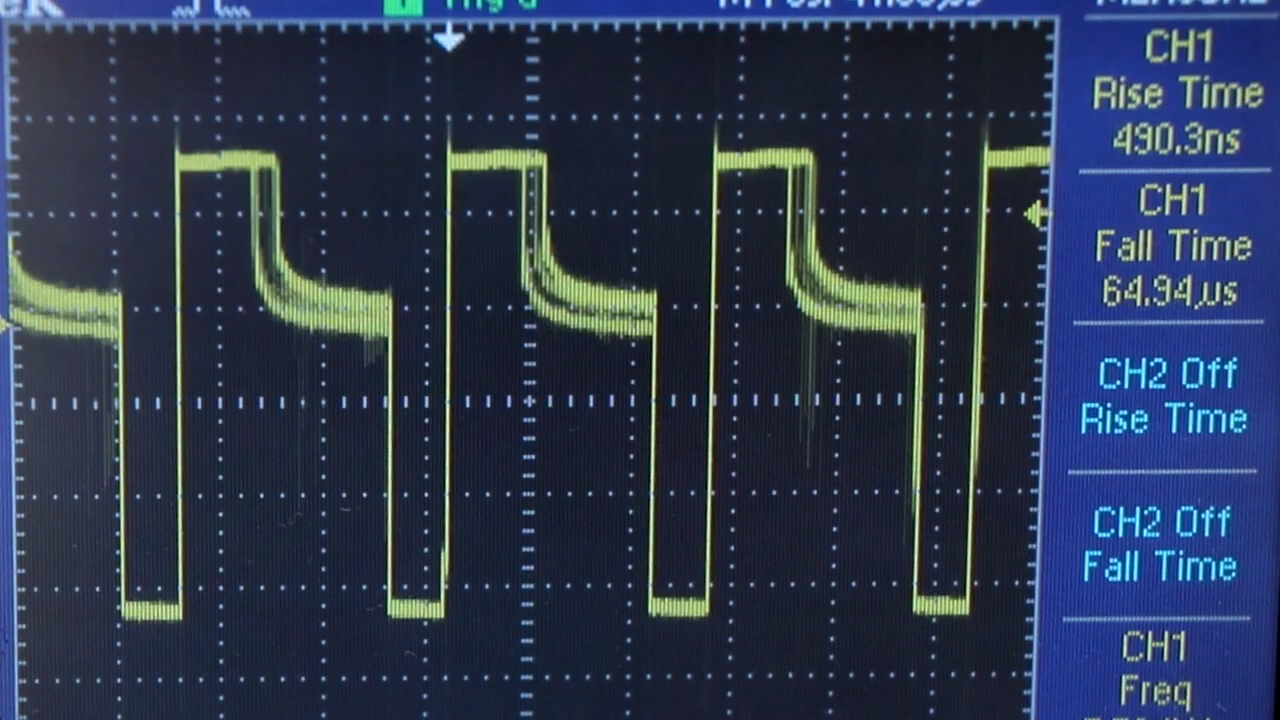 CH1
Rise Time
490.3ns
CH1
Fall Time
64.94µs
CH2 Off
Rise Time
CH2 Off
Fall Time
CH1
Freq